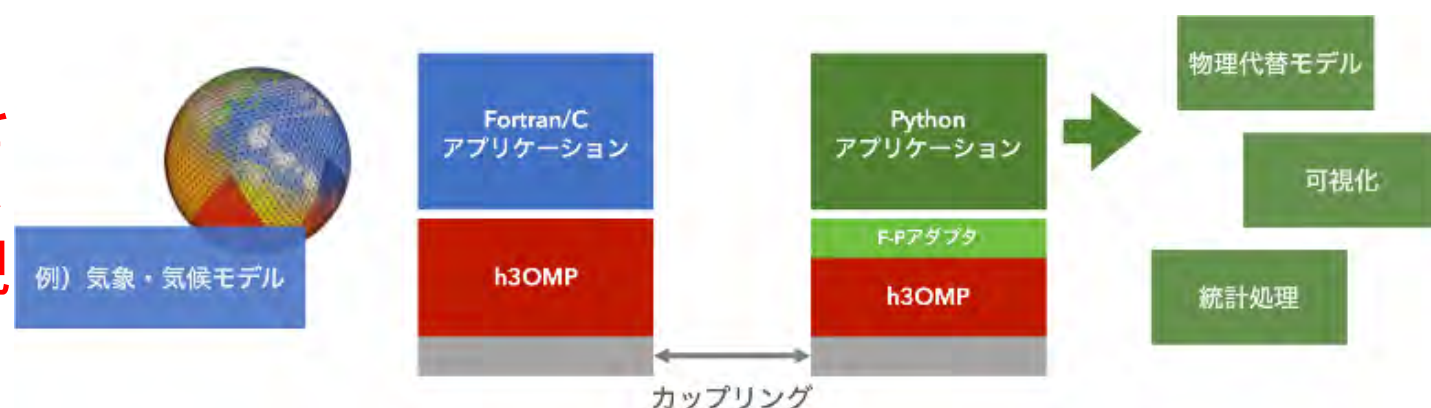 物理代替モデル
Fortran/C
アプリケーション
Python
アプリケーション
可視化
F-Pアダプタ
例）気象・気候モデル
h3OMP
h3OMP
統計処理
カップリング